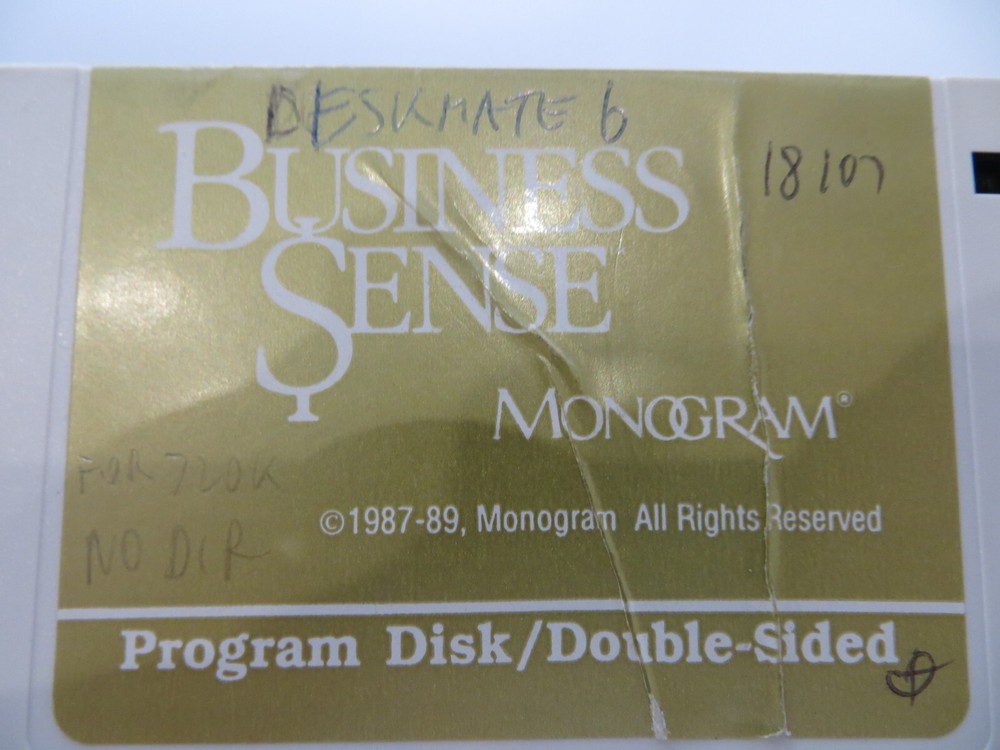 DESKMATE 6
BUSINESS
SENSE
18107
MONOGRAM®
FOR 720K
NO DIR
©1987-89, Monogram All Rights Reserved
Program Disk/Double-Sided